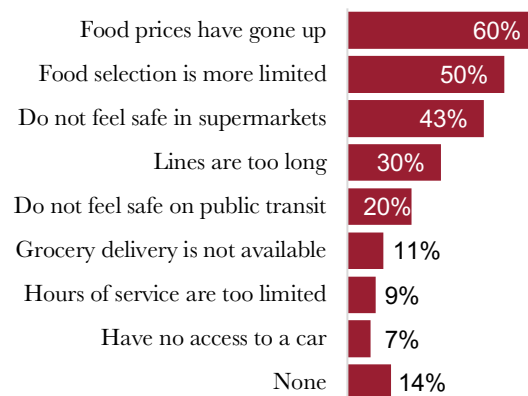 Food prices have gone up 60%
Food selection is more limited 50%
Do not feel safe in supermarkets 43%
Lines are too long 30%
Do not feel safe on public transit 20%
Grocery delivery is not available 11%
Hours of service are too limited 9%
Have no access to a car 7%
None 14%